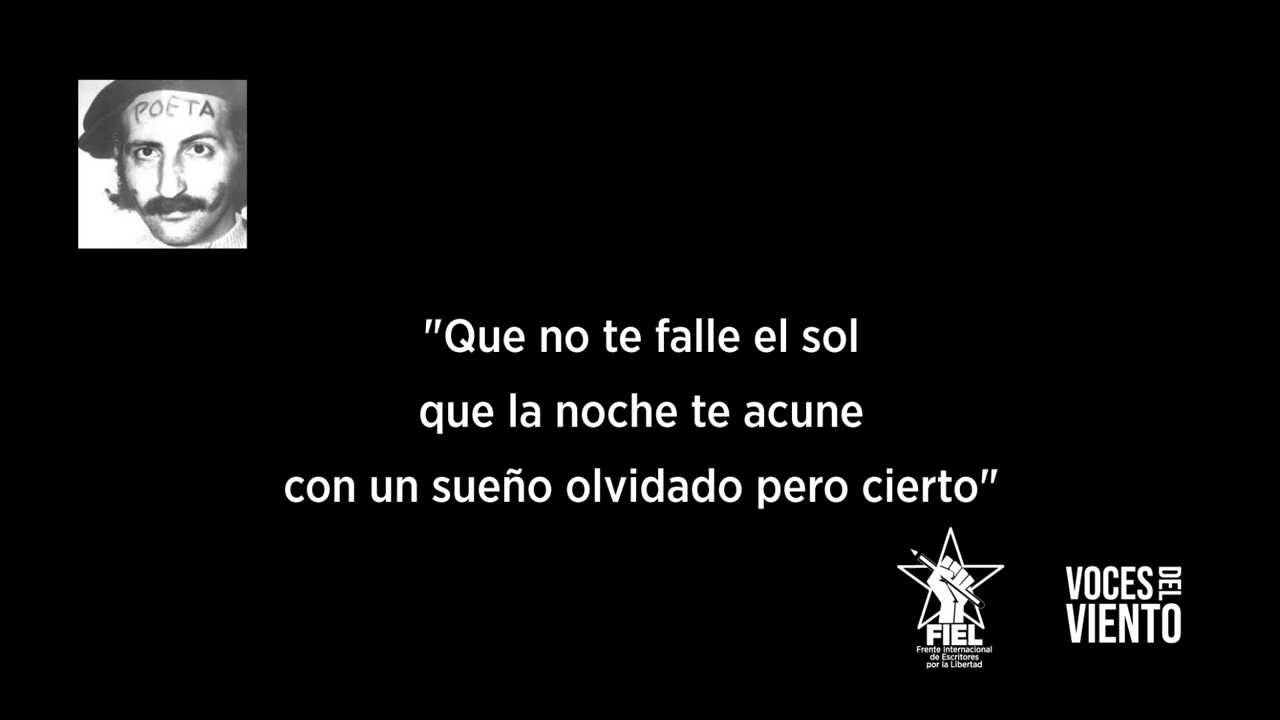 POETA
"Que no te falle el sol
que la noche te acune
con un sueño olvidado pero cierto"
FIEL
Frente Internacional
de Escritores
por la Libertad
VOCES DEL
VIENTO